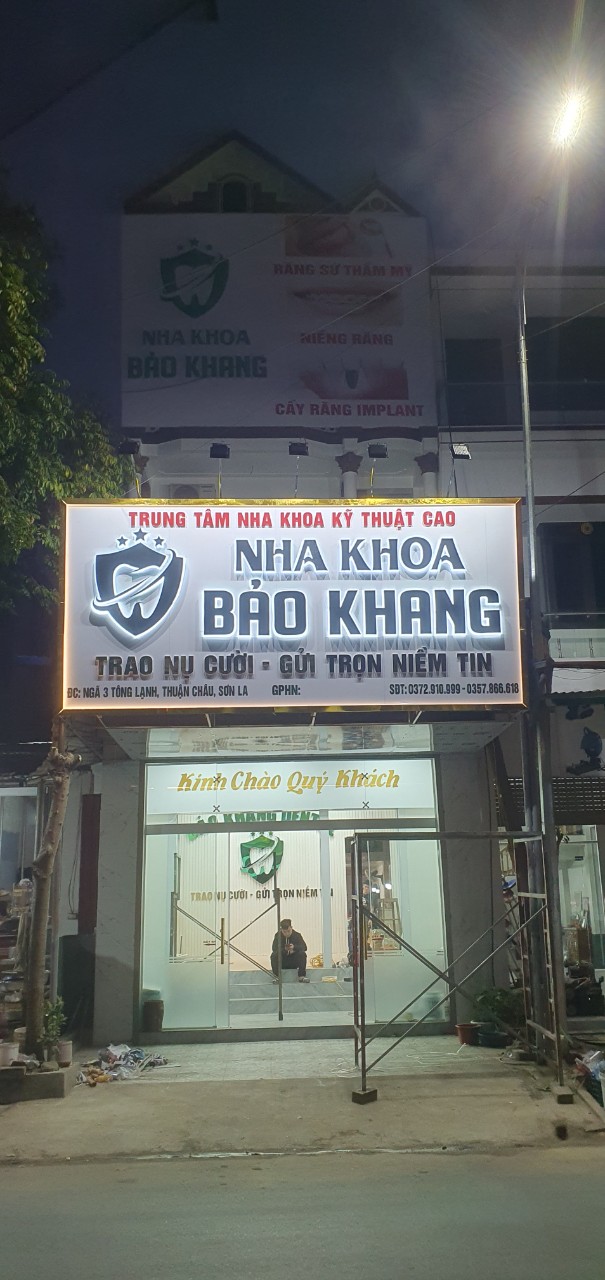 RĂNG SỨ THẨM MỸ
NHA KHOA
BẢO KHANG
NIỀNG RĂNG
CẤY RĂNG IMPLANT
TRUNG TÂM NHA KHOA KỸ THUẬT CAO
NHA KHOA
BẢO KHANG
TRAO NỤ CƯỜI - GỬI TRỌN NIỀM TIN
ĐC: NGÃ 3 TÔNG LẠNH, THUẬN CHÂU, SƠN LA GPHN: SĐT: 0372.910.999 - 0357.866.618
Kính Chào Quý Khách
TRAO NỤ CƯỜI - GỬI TRỌN NIỀM TIN